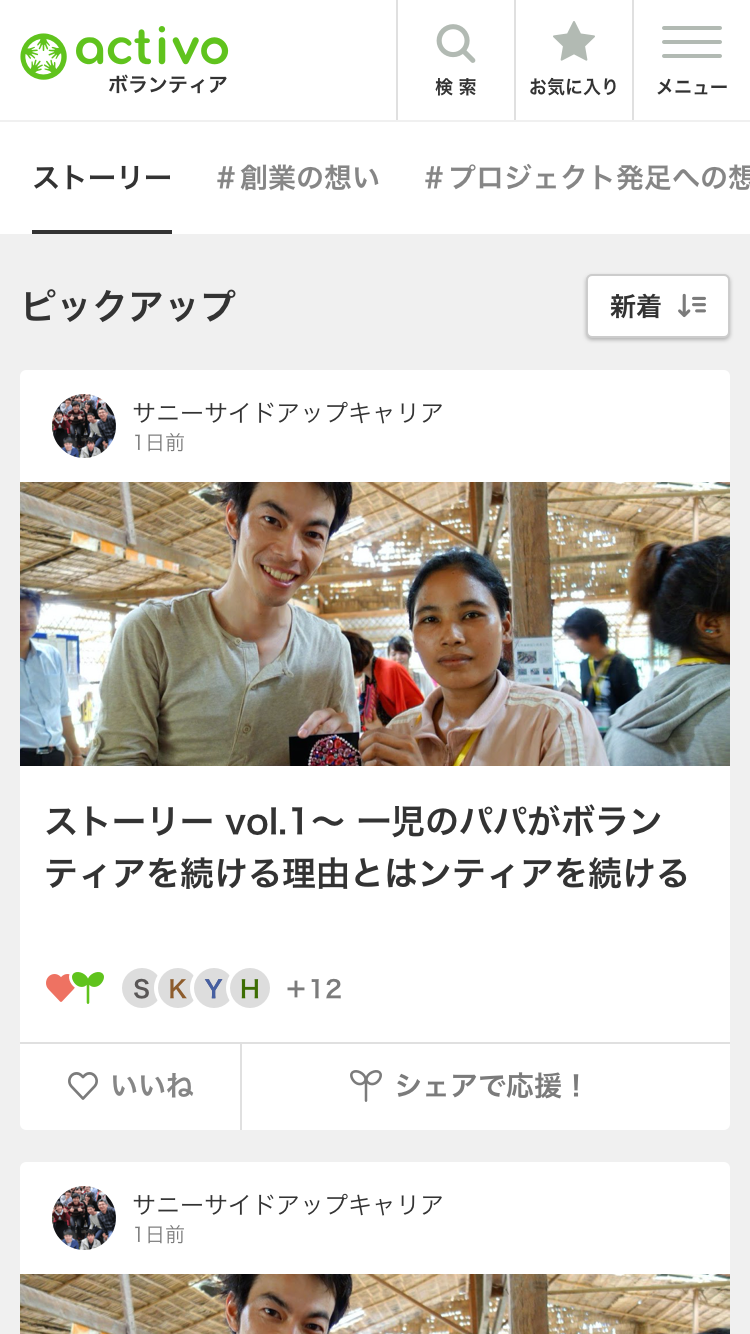 activo
ボランティア
検 索
お気に入り
メニュー
ストーリー
#創業の想い
#プロジェクト発足への想
ピックアップ
新着
サニーサイドアップキャリア
1日前
ストーリー vol.1〜 一児のパパがボラン
ティアを続ける理由とはンティアを続ける
S K Y H +12
いいね
シェアで応援！
サニーサイドアップキャリア
1日前